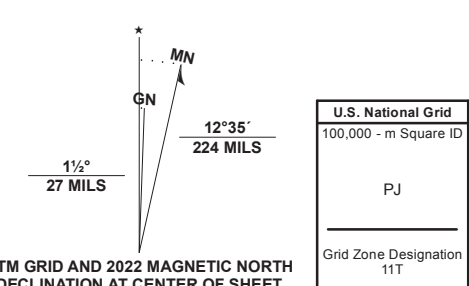 ★
MN
GN
12°35´
224 MILS
1½°
27 MILS
TM GRID AND 2022 MAGNETIC NORTH
DECLINATION AT CENTER OF SHEET
U.S. National Grid
100,000 - m Square ID
PJ
Grid Zone Designation
11T